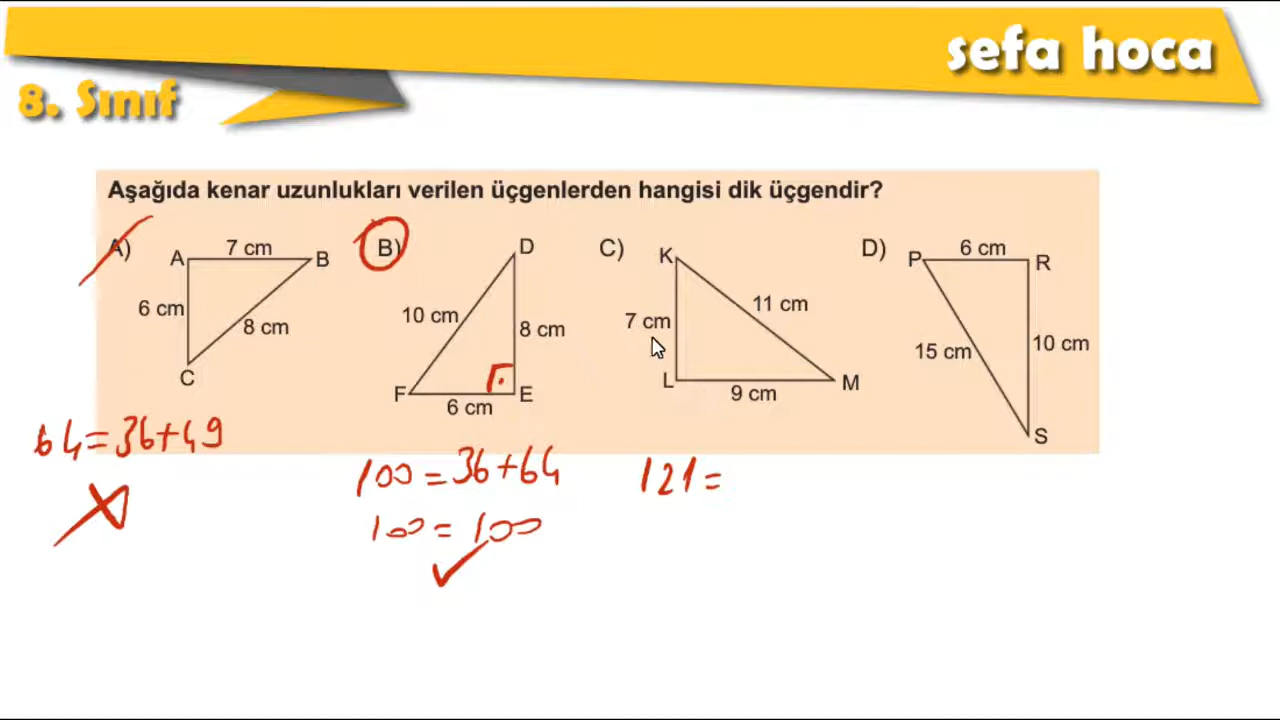 sefa hoca
8. Sınıf
Aşağıda kenar uzunlukları verilen üçgenlerden hangisi dik üçgendir?
A)
A
7 cm
B
6 cm
8 cm
C
B)
D
10 cm
8 cm
F
6 cm
E
C)
K
7 cm
11 cm
L
9 cm
M
D)
P
6 cm
R
15 cm
10 cm
S
64=36+49
100=36+64
100=100
121=